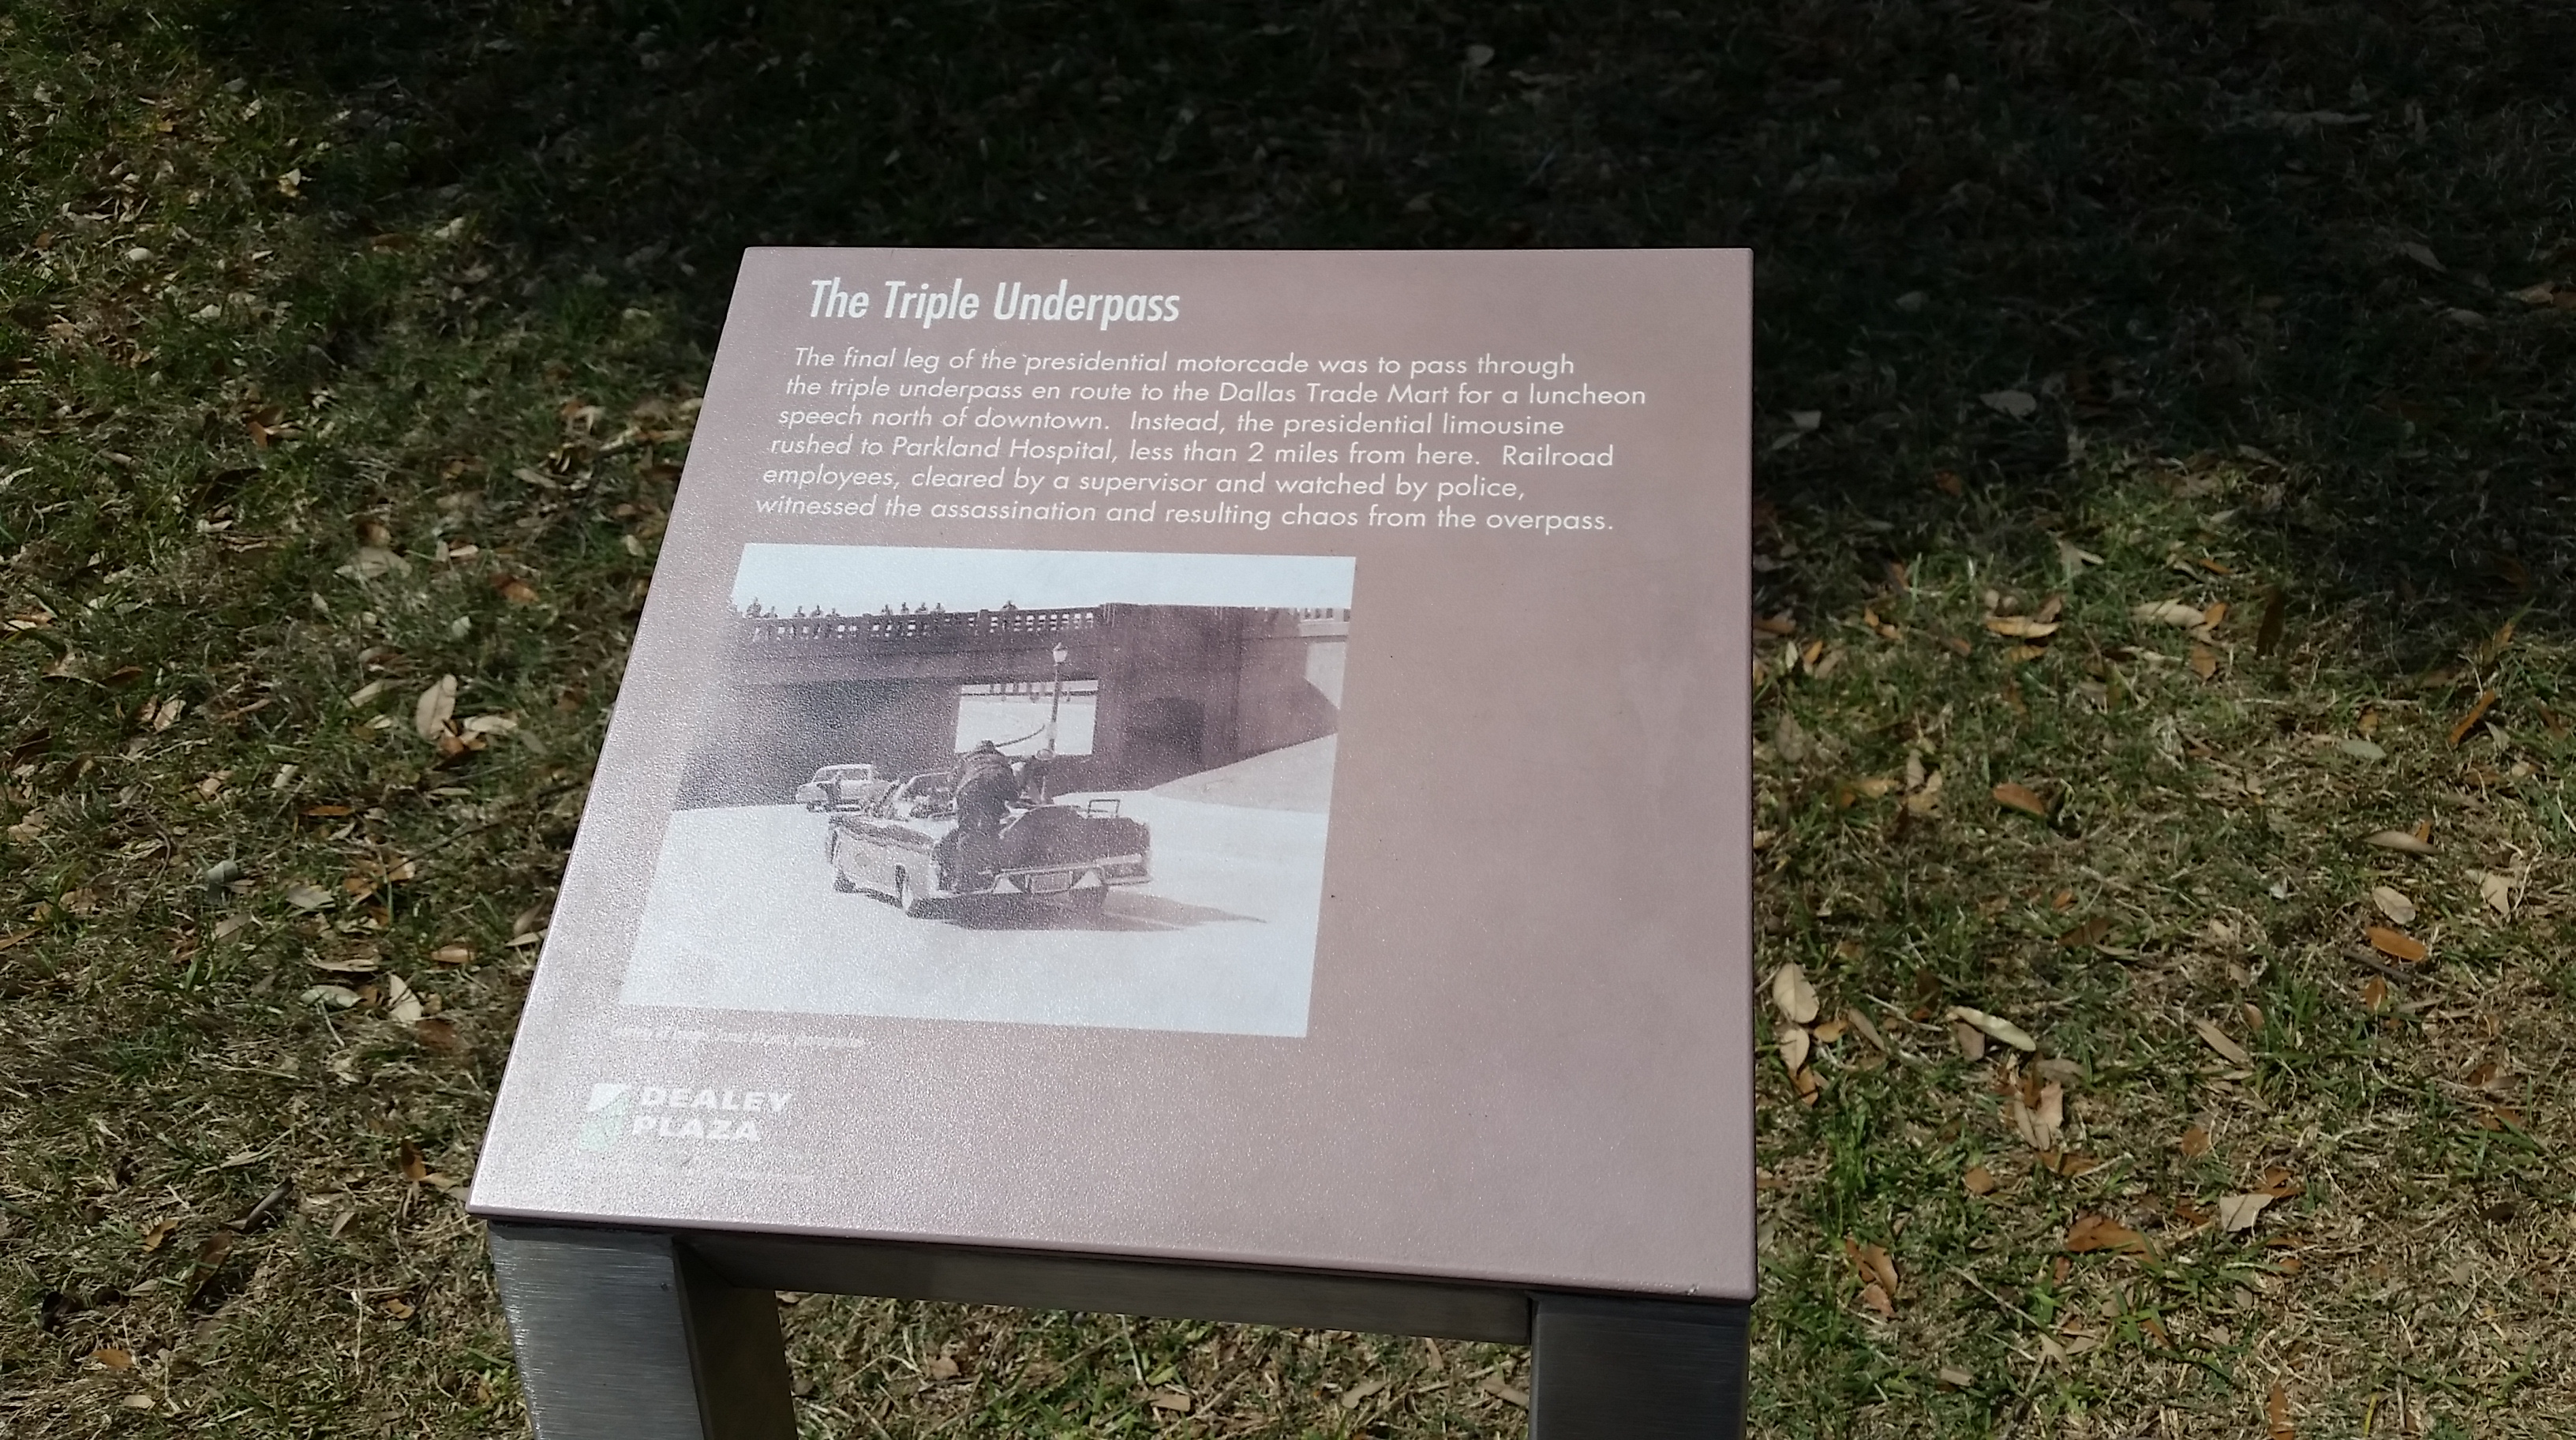 The Triple Underpass
The final leg of the presidential motorcade was to pass through
the triple underpass en route to the Dallas Trade Mart for a luncheon
speech north of downtown. Instead, the presidential limousine
rushed to Parkland Hospital, less than 2 miles from here. Railroad
employees, cleared by a supervisor and watched by police,
witnessed the assassination and resulting chaos from the overpass.
DEALEY
PLAZA